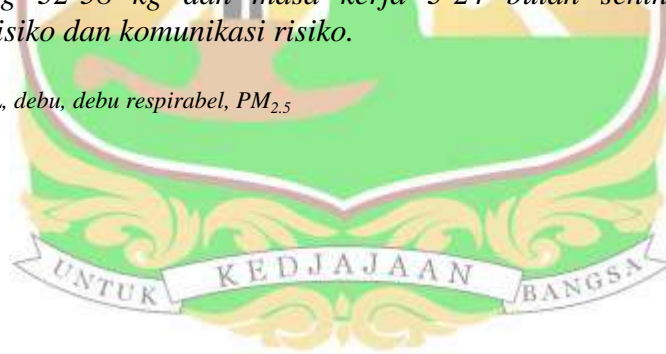 52-58 kg dan masa kerja 3-24 bulan
isiko dan komunikasi risiko.
debu, debu respirabel, PM2.5
UNTUK KEDJAJAAN BANGSA